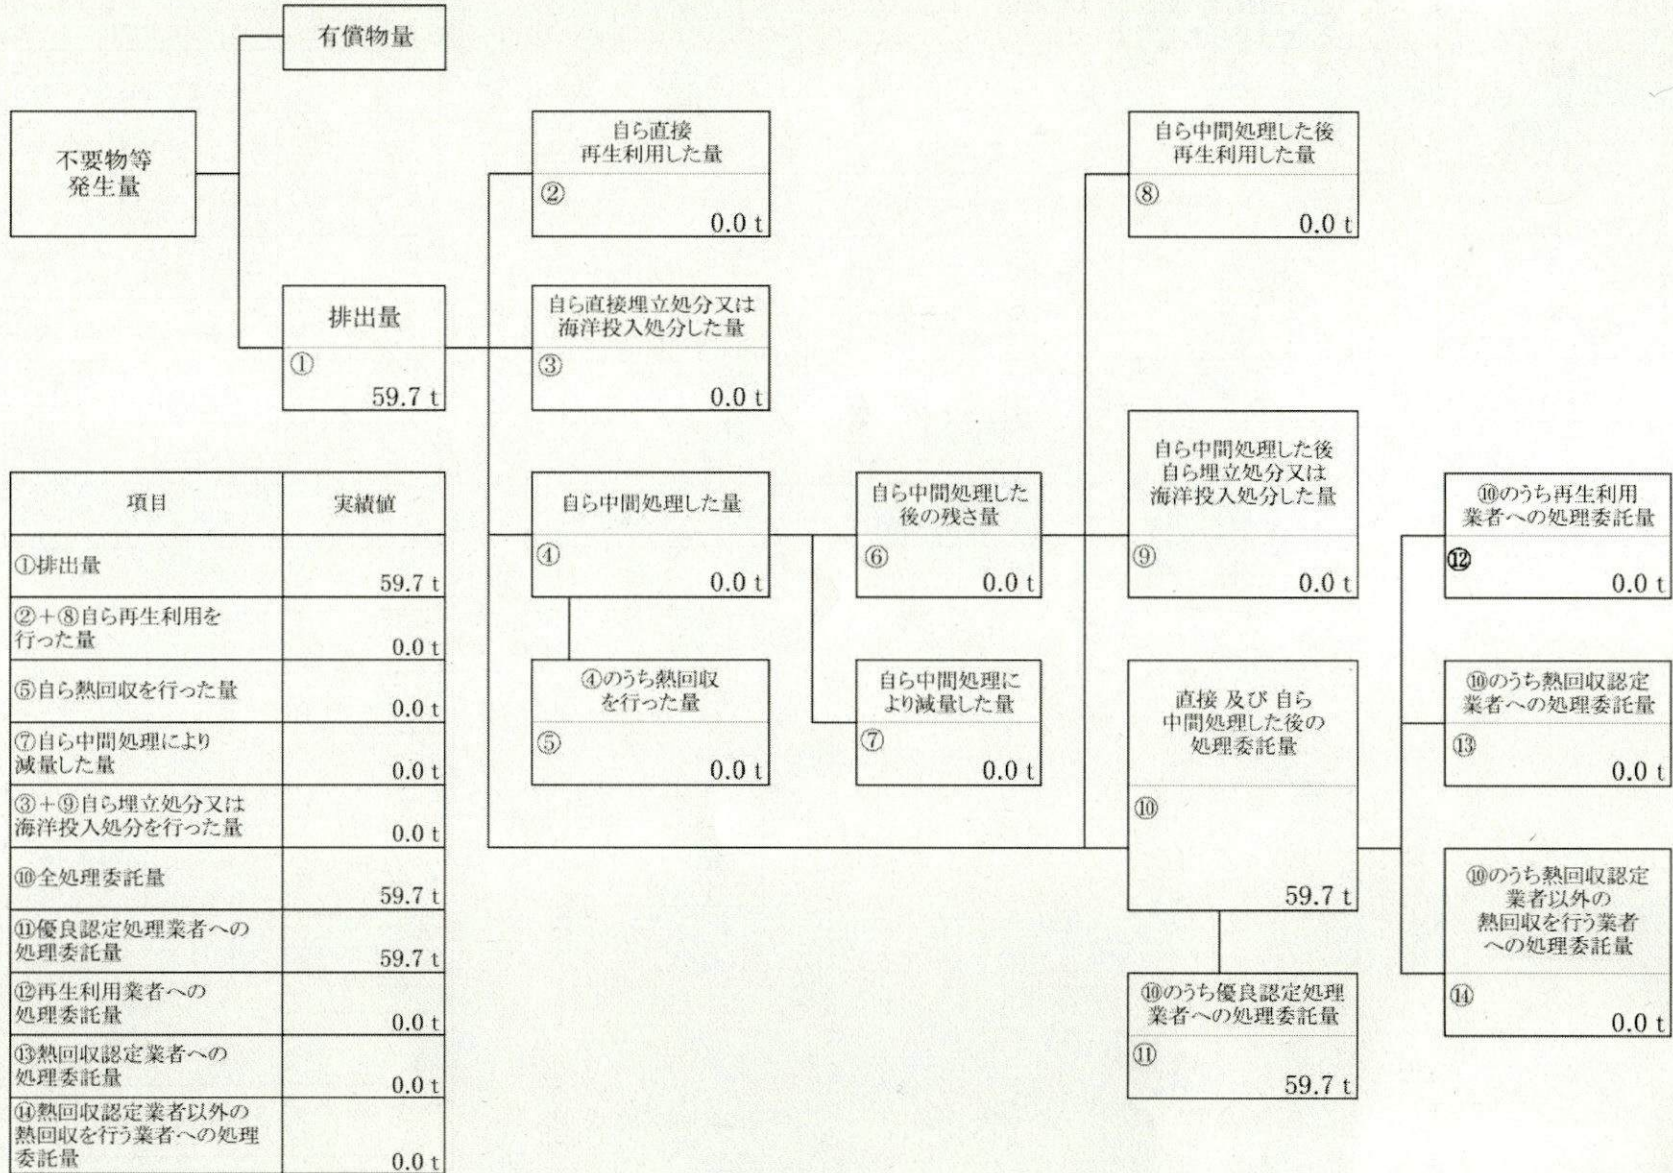 有償物量
不要物等
発生量
自ら直接
再生利用した量
②
0.0 t
自ら中間処理した後
再生利用した量
⑧
0.0 t
排出量
①
59.7 t
自ら直接埋立処分又は
海洋投入処分した量
③
0.0 t
自ら中間処理した量
④
0.0 t
自ら中間処理した
後の残さ量
⑥
0.0 t
自ら中間処理した後
自ら埋立処分又は
海洋投入処分した量
⑨
0.0 t
⑩のうち再生利用
業者への処理委託量
⑫
0.0 t
④のうち熱回収
を行った量
⑤
0.0 t
自ら中間処理に
より減量した量
⑦
0.0 t
直接 及び 自ら
中間処理した後の
処理委託量
⑩
59.7 t
⑩のうち熱回収認定
業者への処理委託量
⑬
0.0 t
⑩のうち熱回収認定
業者以外の
熱回収を行う業者
への処理委託量
⑭
0.0 t
⑩のうち優良認定処理
業者への処理委託量
⑪
59.7 t
項目 実績値
①排出量
59.7 t
②+⑧自ら再生利用を
行った量
0.0 t
⑤自ら熱回収を行った量
0.0 t
⑦自ら中間処理により
減量した量
0.0 t
③+⑨自ら埋立処分又は
海洋投入処分を行った量
0.0 t
⑩全処理委託量
59.7 t
⑪優良認定処理業者への
処理委託量
59.7 t
⑫再生利用業者への
処理委託量
0.0 t
⑬熱回収認定業者への
処理委託量
0.0 t
⑭熱回収認定業者以外の
熱回収を行う業者への処理
委託量
0.0 t